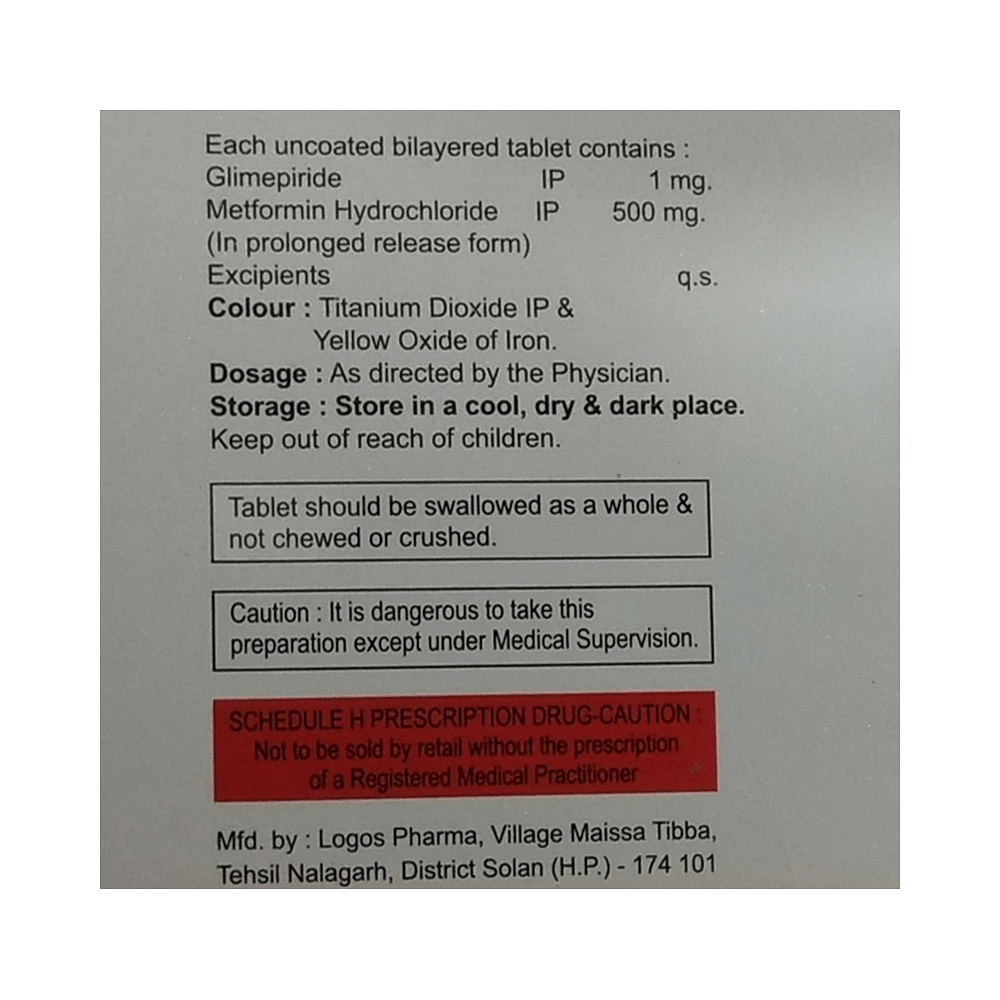 Each uncoated bilayered tablet contains :
Glimepiride IP 1 mg.
Metformin Hydrochloride IP 500 mg.
(In prolonged release form)
Excipients q.s.
Colour : Titanium Dioxide IP &
Yellow Oxide of Iron.
Dosage : As directed by the Physician.
Storage : Store in a cool, dry & dark place.
Keep out of reach of children.
Tablet should be swallowed as a whole &
not chewed or crushed.
Caution : It is dangerous to take this
preparation except under Medical Supervision.
SCHEDULE H PRESCRIPTION DRUG-CAUTION :
Not to be sold by retail without the prescription
of a Registered Medical Practitioner
Mfd. by : Logos Pharma, Village Maissa Tibba,
Tehsil Nalagarh, District Solan (H.P.) - 174 101